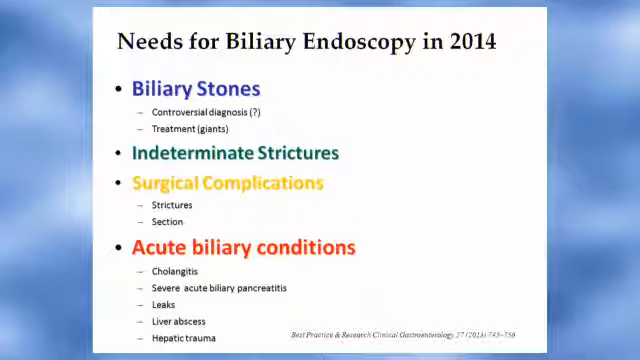 Needs for Biliary Endoscopy in 2014
• Biliary Stones
– Controversial diagnosis (?)
– Treatment (giants)
• Indeterminate Strictures
• Surgical Complications
– Strictures
– Section
• Acute biliary conditions
– Cholangitis
– Severe acute biliary pancreatitis
– Leaks
– Liver abscess
– Hepatic trauma
Best Practice & Research Clinical Gastroenterology 27 (2013) 745–756